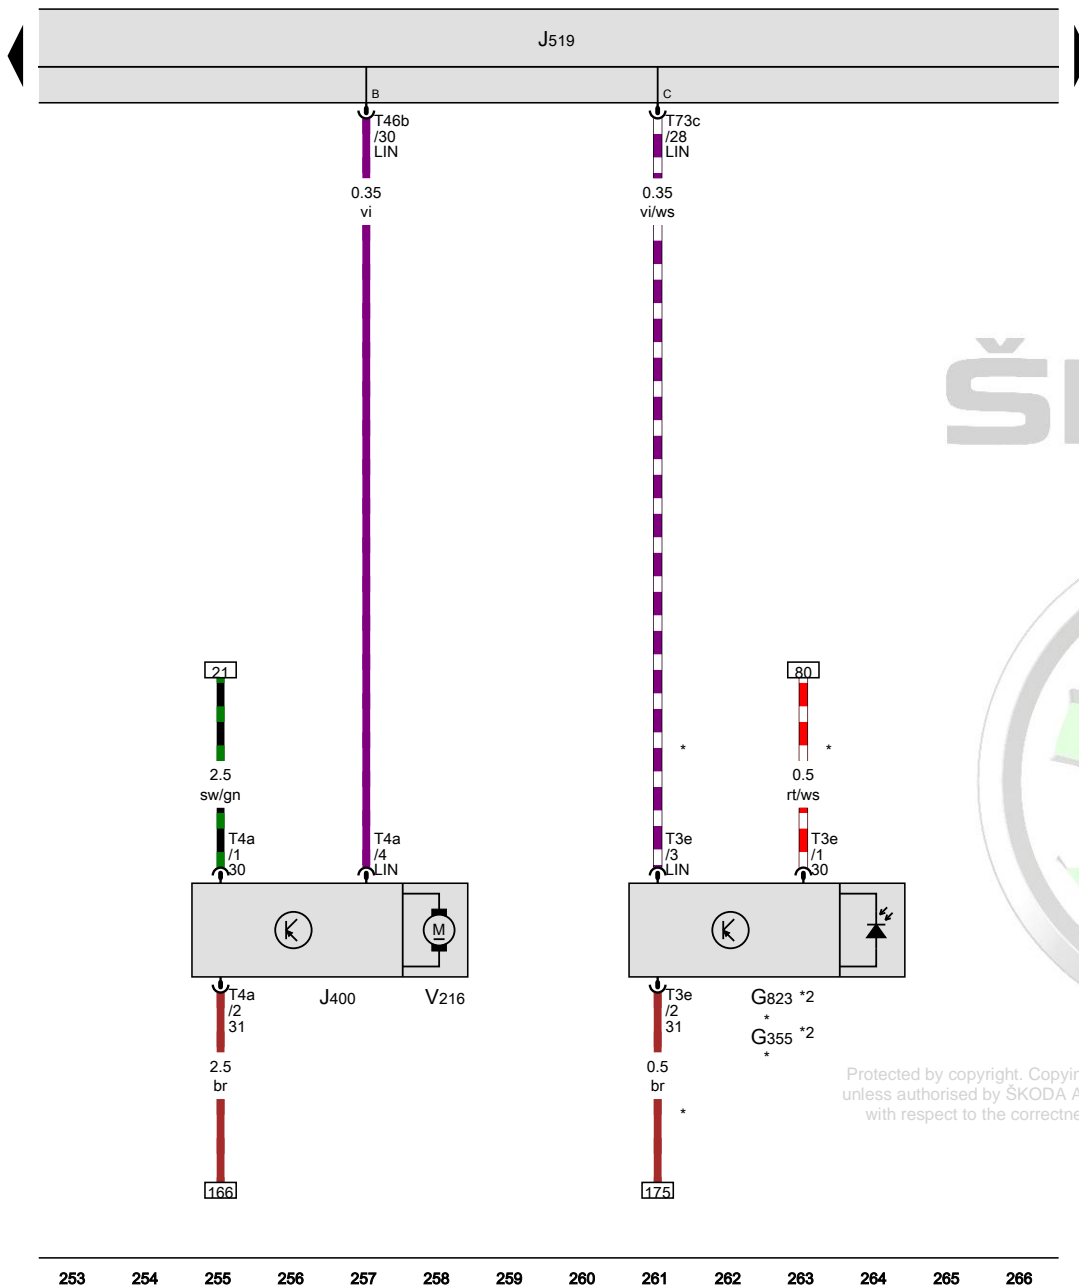 J519
B
C
T46b
/30
LIN
T73c
/28
LIN
0.35
vi
0.35
vi/ws
21
80
*
*
2.5
sw/gn
0.5
rt/ws
T4a
/1
30
T4a
/4
LIN
T3e
/3
LIN
T3e
/1
30
M
T4a
/2
31
J400
V216
T3e
/2
31
G823 *2
*
G355 *2
*
2.5
br
0.5
br
*
166
175
Protected by copyright. Copyin
unless authorised by ŠKODA A
with respect to the correctne
253 254 255 256 257 258 259 260 261 262 263 264 265 266